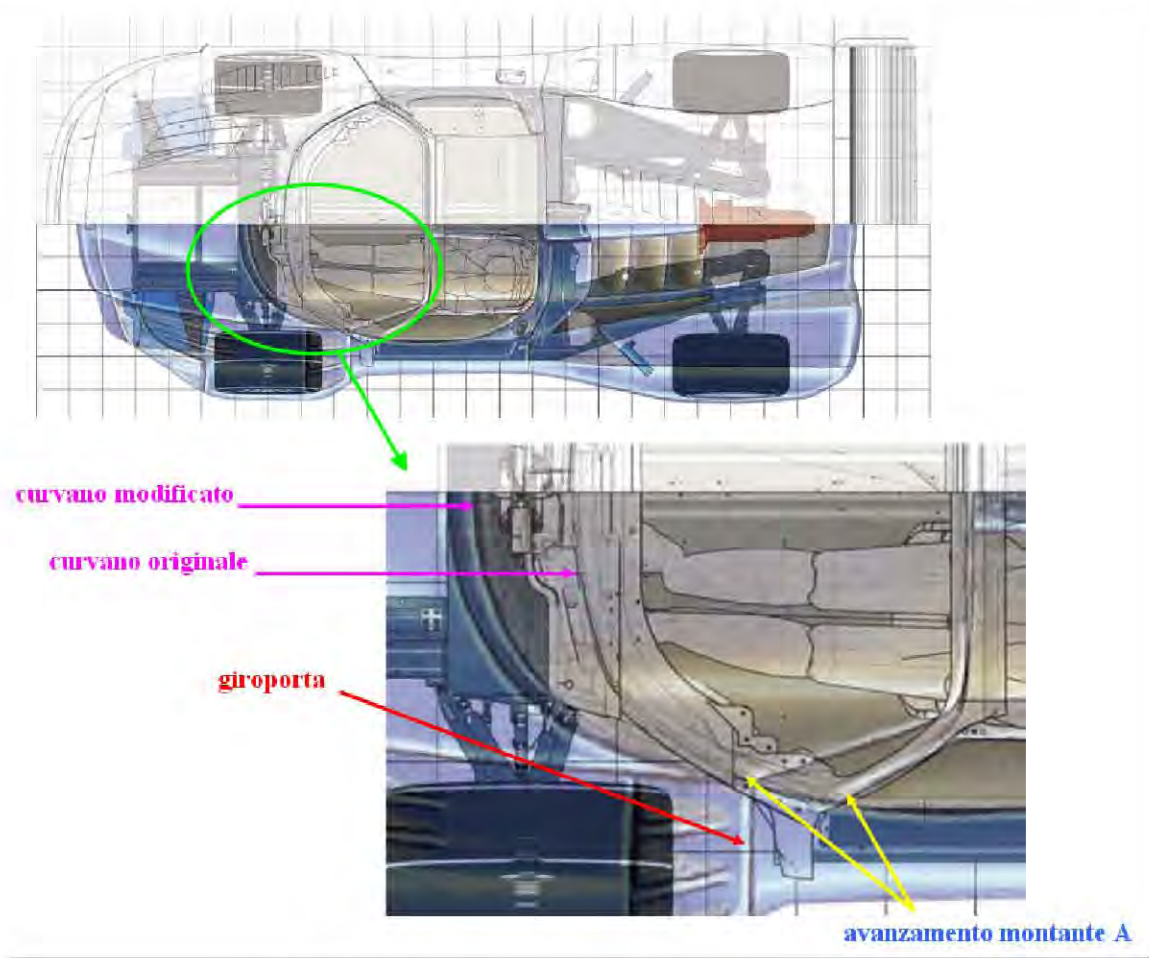 curvano modificato
curvano originale
giroporta
avanzamento montante A